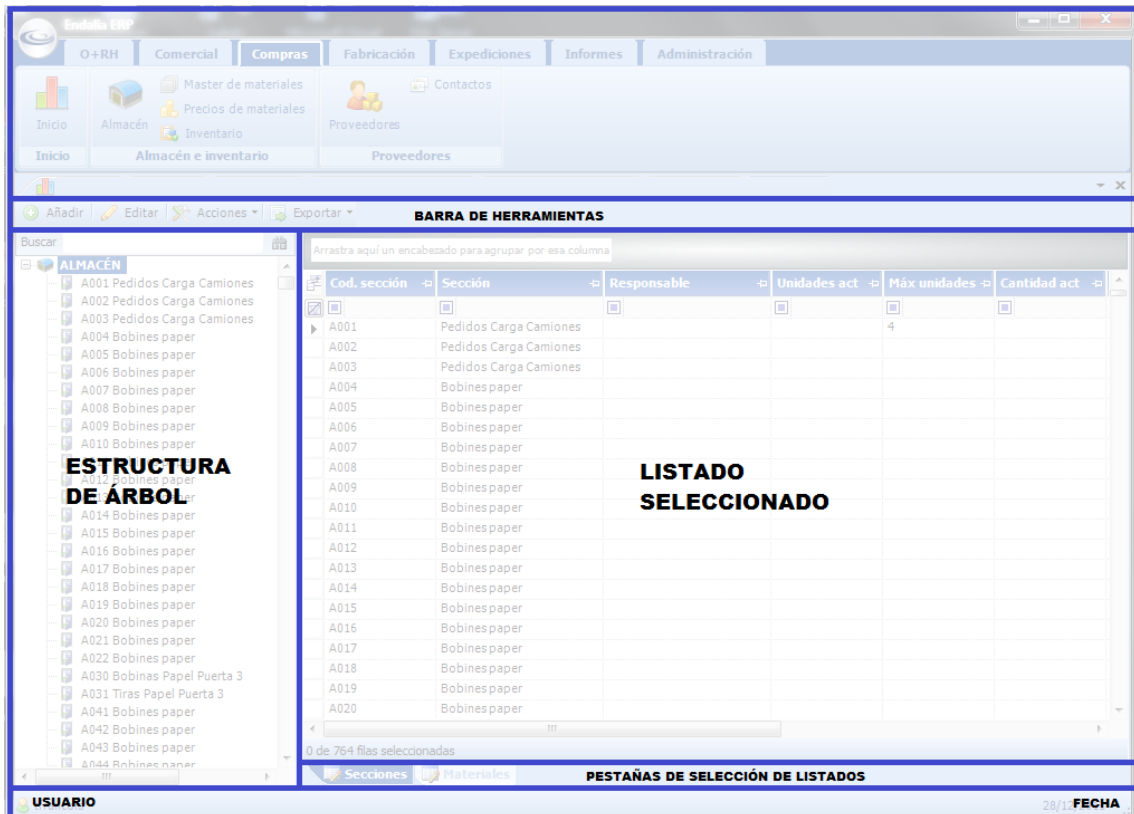 Endalia ERP
O+RH Comercial Compras Fabricación Expediciones Informes Administración
Master de materiales
Contactos
Precios de materiales
Inicio Almacén Proveedores
Inventario
Inicio Almacén e inventario Proveedores
Añadir Editar Acciones Exportar
BARRA DE HERRAMIENTAS
Buscar
ALMACÉN
A001 Pedidos Carga Camiones
A002 Pedidos Carga Camiones
A003 Pedidos Carga Camiones
A004 Bobines paper
A005 Bobines paper
A006 Bobines paper
A007 Bobines paper
A008 Bobines paper
A009 Bobines paper
A010 Bobines paper
ESTRUCTURA
A012 Bobines paper
DE ÁRBOL
A014 Bobines paper
A015 Bobines paper
A016 Bobines paper
A017 Bobines paper
A018 Bobines paper
A019 Bobines paper
A020 Bobines paper
A021 Bobines paper
A022 Bobines paper
A030 Bobinas Papel Puerta 3
A031 Tiras Papel Puerta 3
A041 Bobines paper
A042 Bobines paper
A043 Bobines paper
A044 Bobines paper
Arrastra aquí un encabezado para agrupar por esa columna
Cod. sección Sección Responsable Unidades act Máx unidades Cantidad act
A001 Pedidos Carga Camiones 4
A002 Pedidos Carga Camiones
A003 Pedidos Carga Camiones
A004 Bobines paper
A005 Bobines paper
A006 Bobines paper
A007 Bobines paper
A008 Bobines paper
A009 Bobines paper
A010 Bobines paper
A011 Bobines paper
A012 Bobines paper
A013 Bobines paper
A014 Bobines paper
A015 Bobines paper
A016 Bobines paper
A017 Bobines paper
A018 Bobines paper
A019 Bobines paper
A020 Bobines paper
LISTADO
SELECCIONADO
0 de 764 filas seleccionadas
Secciones Materiales
PESTAÑAS DE SELECCIÓN DE LISTADOS
USUARIO
28/12
FECHA